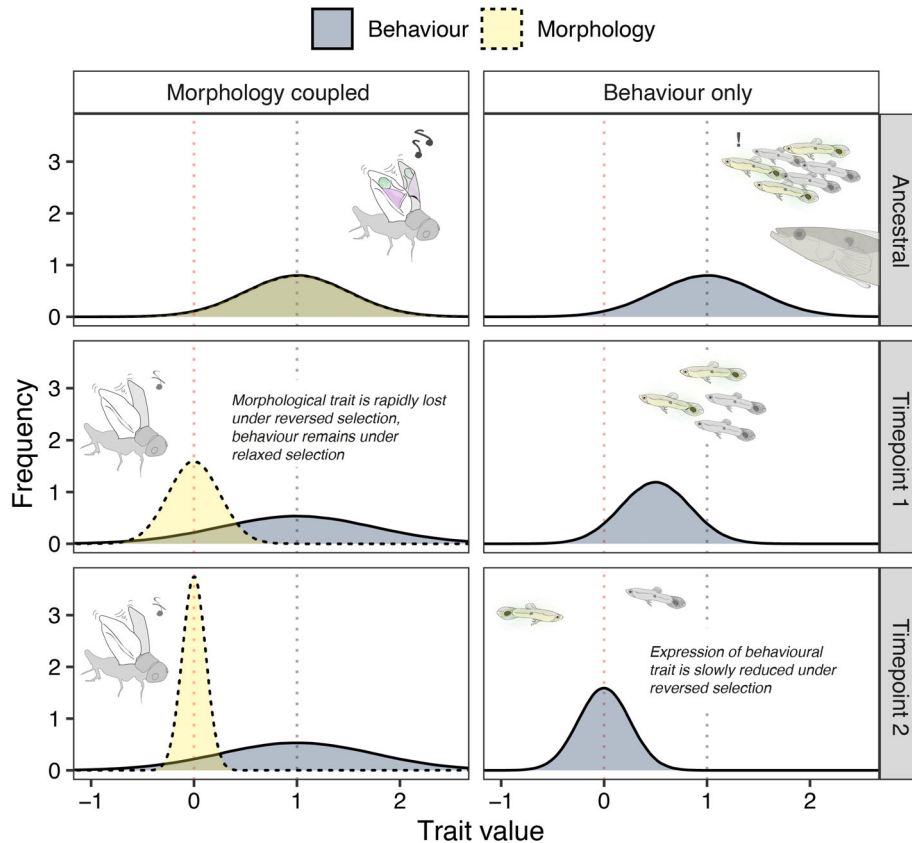 Behaviour Morphology
Morphology coupled
Behaviour only
3
2
1
0
!
Ancestral
Frequency
3
2
1
0
Morphological trait is rapidly lost
under reversed selection,
behaviour remains under
relaxed selection
Timepoint 1
3
2
1
0
Expression of behavioural
trait is slowly reduced under
reversed selection
Timepoint 2
−1 0 1 2
−1 0 1 2
Trait value